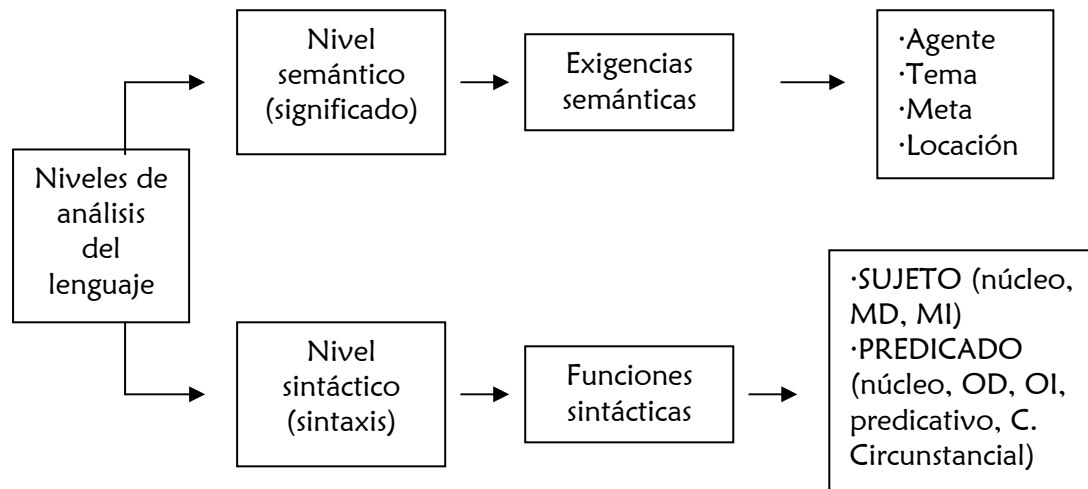 Niveles de
análisis
del
lenguaje
Nivel
semántico
(significado)
Exigencias
semánticas
·Agente
·Tema
·Meta
·Locación
Nivel
sintáctico
(sintaxis)
Funciones
sintácticas
·SUJETO (núcleo,
MD, MI)
·PREDICADO
(núcleo, OD, OI,
predicativo, C.
Circunstancial)